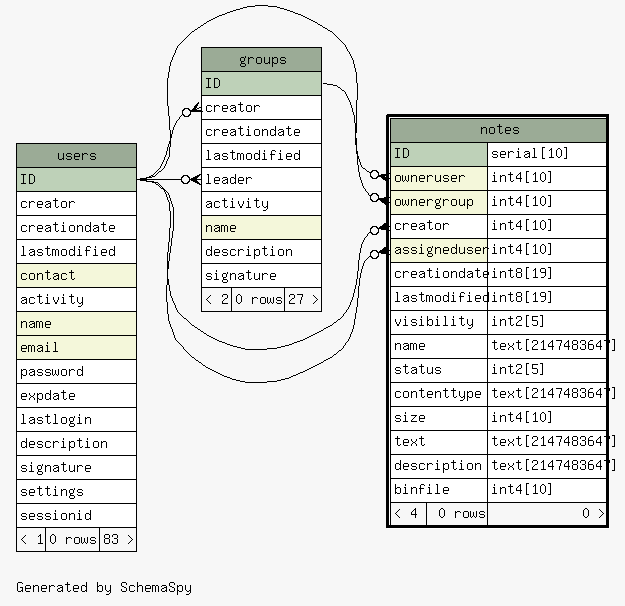 users
ID
creator
creationdate
lastmodified
contact
activity
name
email
password
expdate
lastlogin
description
signature
settings
sessionid
< 1 0 rows 83 >
groups
ID
creator
creationdate
lastmodified
leader
activity
name
description
signature
< 2 0 rows 27 >
notes
ID serial[10]
owneruser int4[10]
ownergroup int4[10]
creator int4[10]
assigneduser int4[10]
creationdate int8[19]
lastmodified int8[19]
visibility int2[5]
name text[2147483647]
status int2[5]
contenttype text[2147483647]
size int4[10]
text text[2147483647]
description text[2147483647]
binfile int4[10]
< 4 0 rows 0 >
Generated by SchemaSpy